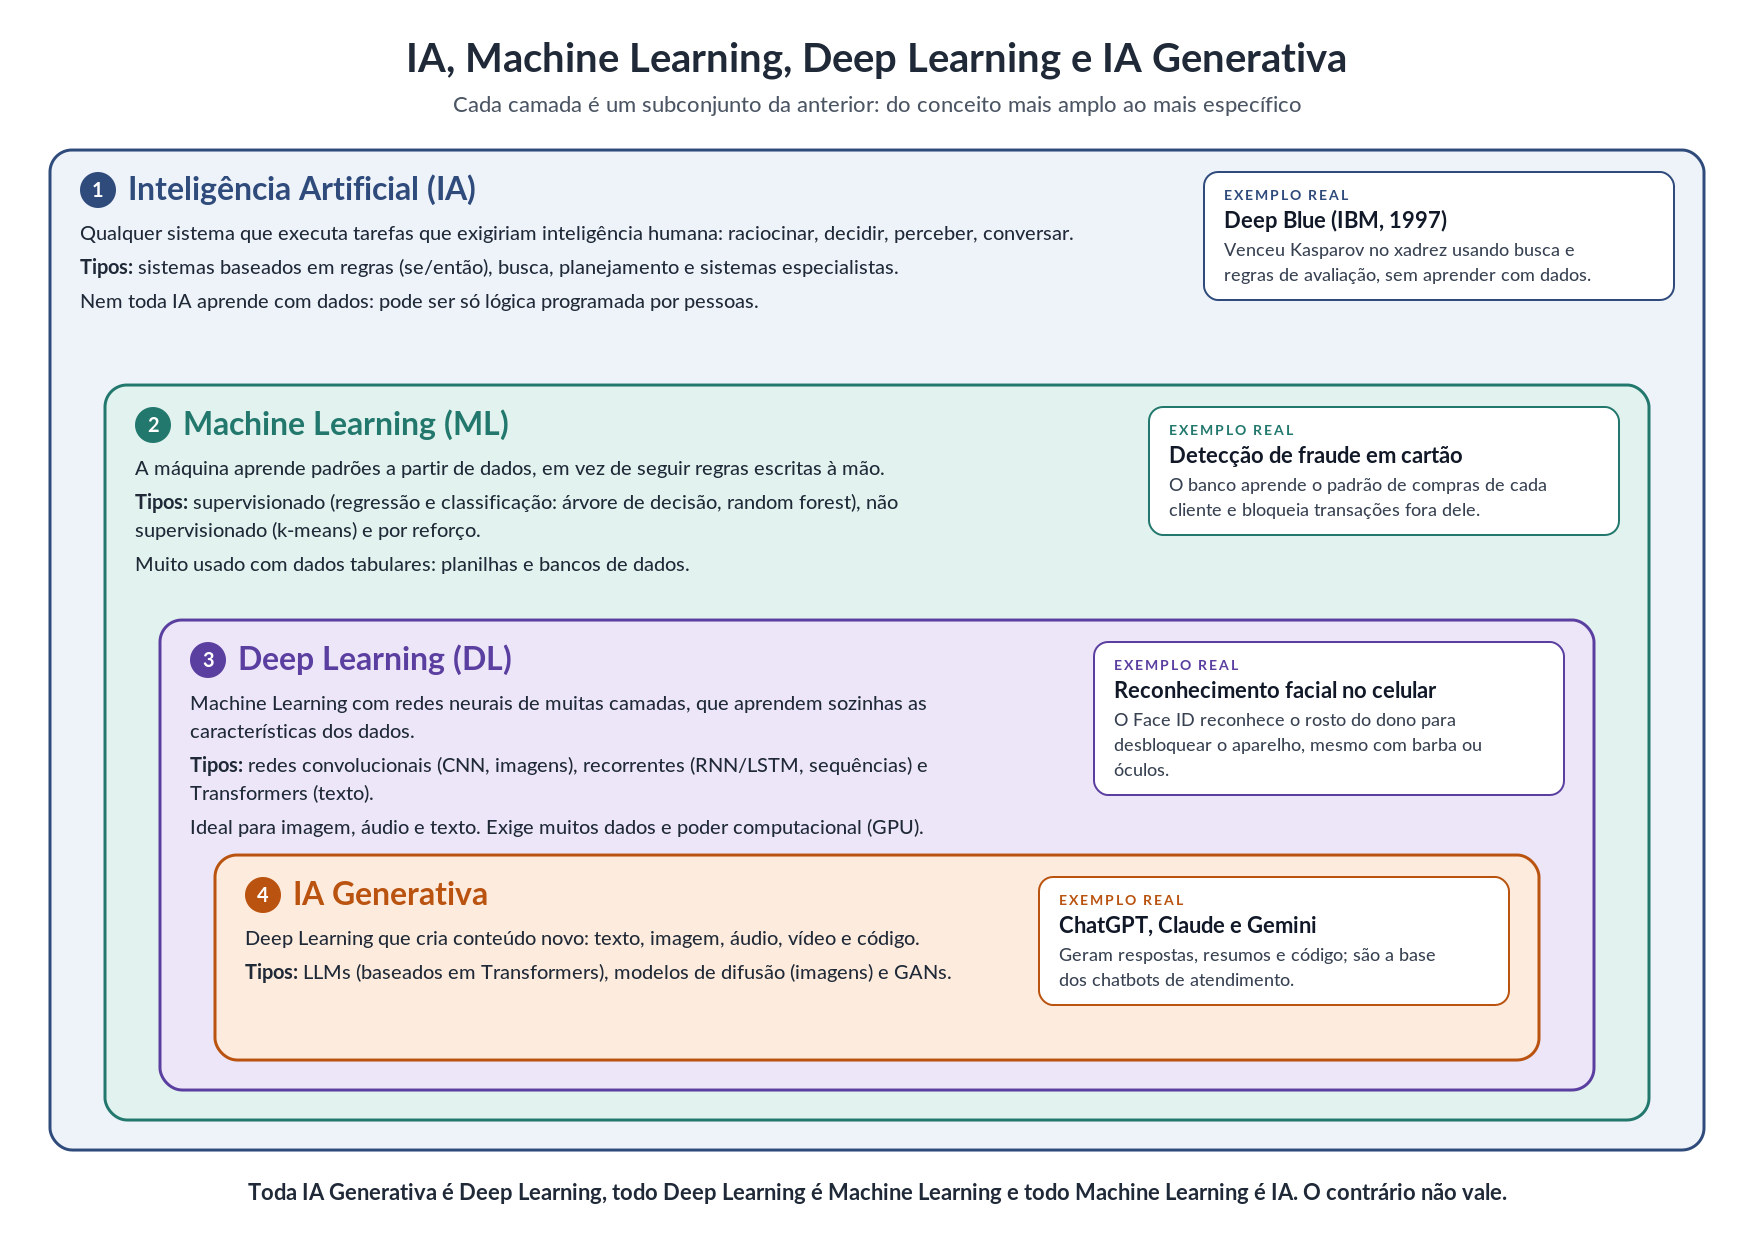 IA, Machine Learning, Deep Learning e IA Generativa
Cada camada é um subconjunto da anterior: do conceito mais amplo ao mais específico
1 Inteligência Artificial (IA)
Qualquer sistema que executa tarefas que exigiriam inteligência humana: raciocinar, decidir, perceber, conversar.
Tipos: sistemas baseados em regras (se/então), busca, planejamento e sistemas especialistas.
Nem toda IA aprende com dados: pode ser só lógica programada por pessoas.
EXEMPLO REAL
Deep Blue (IBM, 1997)
Venceu Kasparov no xadrez usando busca e
regras de avaliação, sem aprender com dados.
2 Machine Learning (ML)
A máquina aprende padrões a partir de dados, em vez de seguir regras escritas à mão.
Tipos: supervisionado (regressão e classificação: árvore de decisão, random forest), não
supervisionado (k-means) e por reforço.
Muito usado com dados tabulares: planilhas e bancos de dados.
EXEMPLO REAL
Detecção de fraude em cartão
O banco aprende o padrão de compras de cada
cliente e bloqueia transações fora dele.
3 Deep Learning (DL)
Machine Learning com redes neurais de muitas camadas, que aprendem sozinhas as
características dos dados.
Tipos: redes convolucionais (CNN, imagens), recorrentes (RNN/LSTM, sequências) e
Transformers (texto).
Ideal para imagem, áudio e texto. Exige muitos dados e poder computacional (GPU).
EXEMPLO REAL
Reconhecimento facial no celular
O Face ID reconhece o rosto do dono para
desbloquear o aparelho, mesmo com barba ou
óculos.
4 IA Generativa
Deep Learning que cria conteúdo novo: texto, imagem, áudio, vídeo e código.
Tipos: LLMs (baseados em Transformers), modelos de difusão (imagens) e GANs.
EXEMPLO REAL
ChatGPT, Claude e Gemini
Geram respostas, resumos e código; são a base
dos chatbots de atendimento.
Toda IA Generativa é Deep Learning, todo Deep Learning é Machine Learning e todo Machine Learning é IA. O contrário não vale.